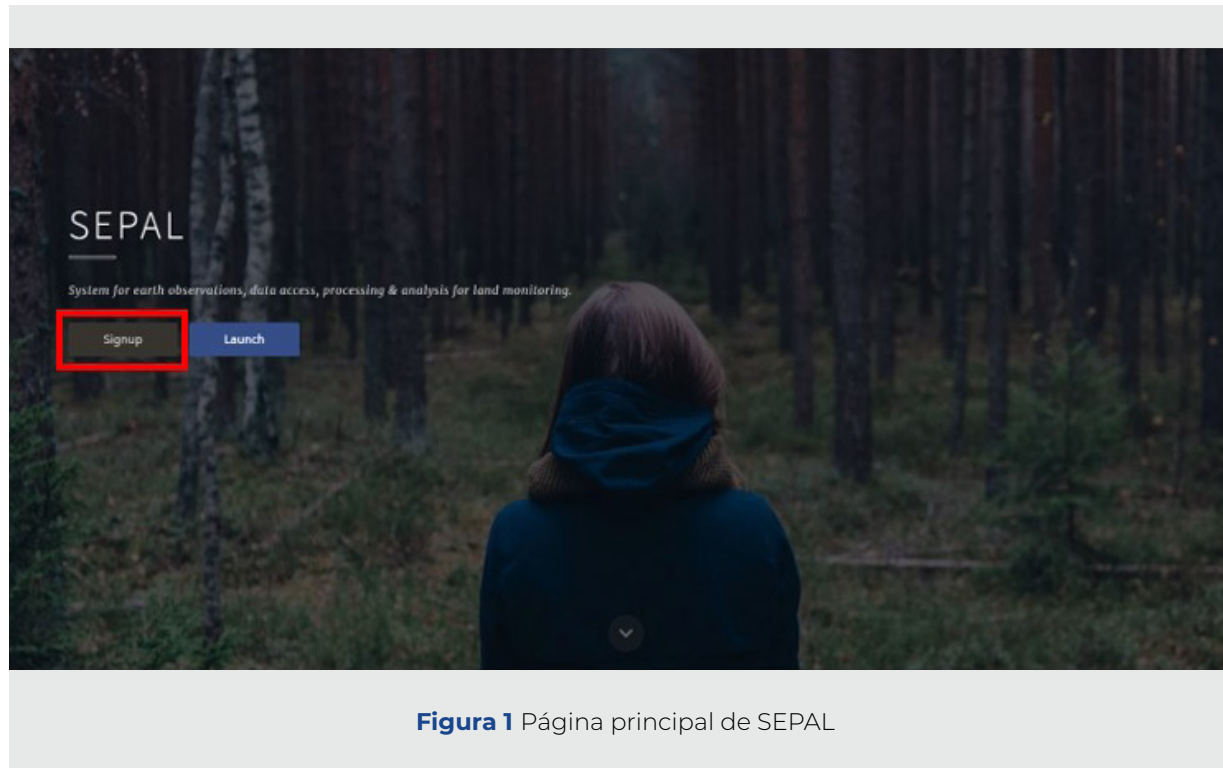 SEPAL
System for earth observations, data access, processing & analysis for land monitoring.
Signup Launch
Figura 1 Página principal de SEPAL